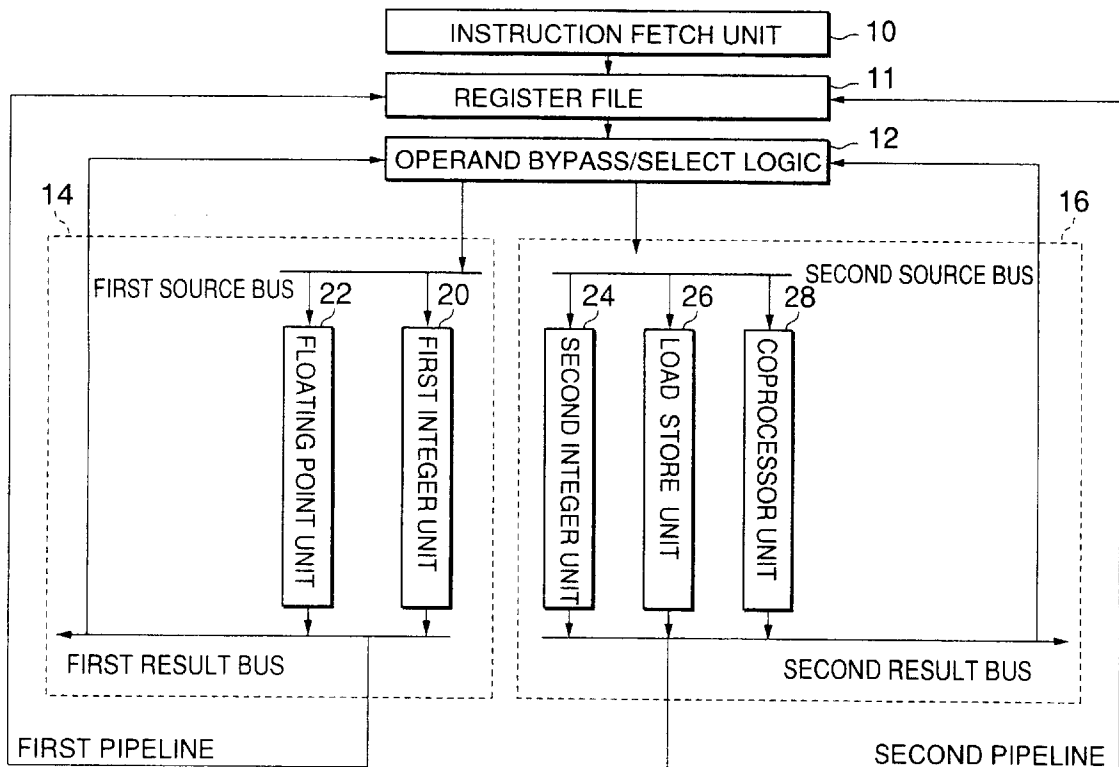 INSTRUCTION FETCH UNIT
10
REGISTER FILE
11
OPERAND BYPASS/SELECT LOGIC
12
14
16
FIRST SOURCE BUS
SECOND SOURCE BUS
22
20
24
26
28
FLOATING POINT UNIT
FIRST INTEGER UNIT
SECOND INTEGER UNIT
LOAD STORE UNIT
COPROCESSOR UNIT
FIRST RESULT BUS
SECOND RESULT BUS
FIRST PIPELINE
SECOND PIPELINE